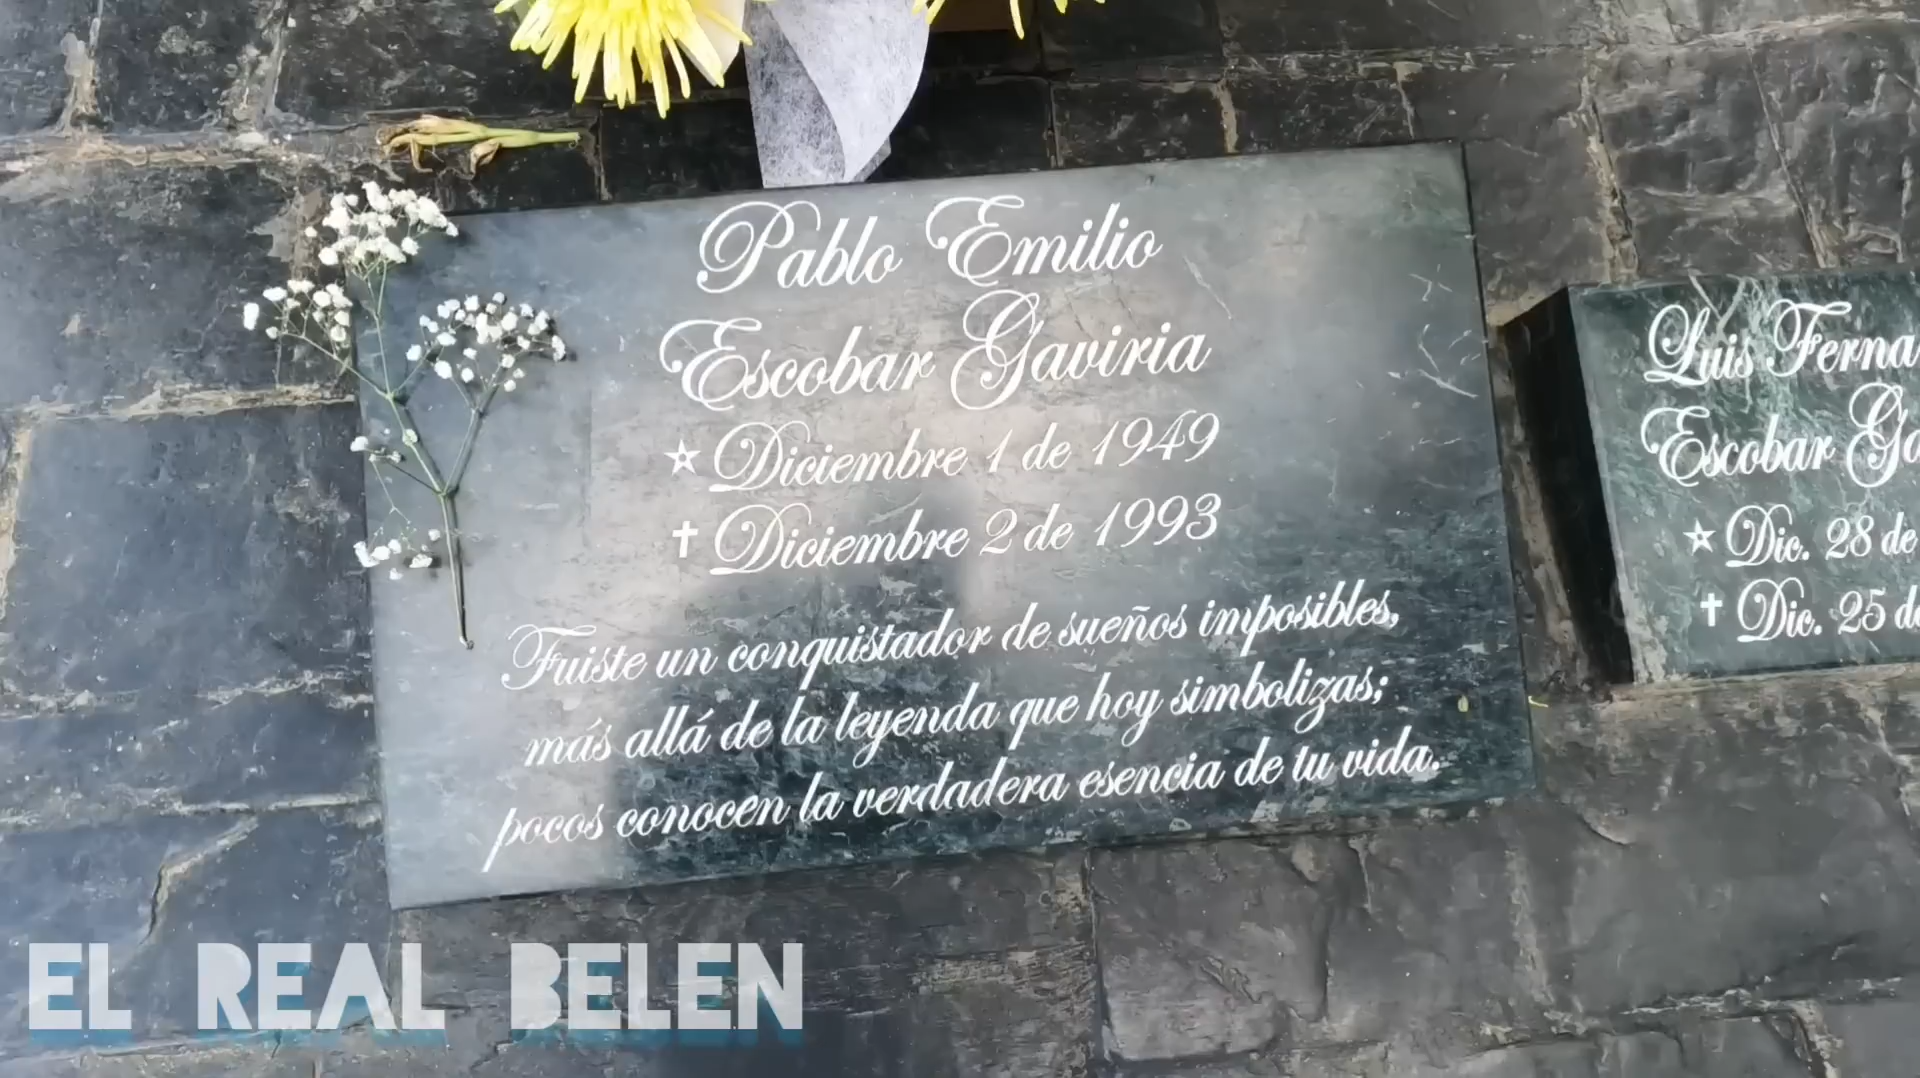 Pablo Emilio
Escobar Gaviria
☆ Diciembre 1 de 1949
✝ Diciembre 2 de 1993
Fuiste un conquistador de sueños imposibles,
más allá de la leyenda que hoy simbolizas;
pocos conocen la verdadera esencia de tu vida.
Luis
Escobar
☆ Dic. 28 de
✝ Dic. 25
EL REAL BELEN